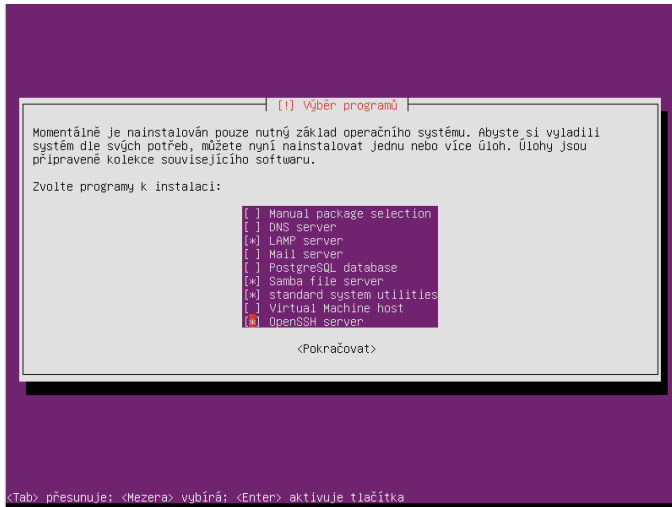 [!] Výběr programů
Momentálně je nainstalován pouze nutný základ operačního systému. Abyste si vyladili
systém dle svých potřeb, můžete nyní nainstalovat jednu nebo více úloh. Úlohy jsou
připravené kolekce souvisejícího softwaru.
Zvolte programy k instalaci:
[ ] Manual package selection
[ ] DNS server
[*] LAMP server
[ ] Mail server
[ ] PostgreSQL database
[*] Samba file server
[*] standard system utilities
[ ] Virtual Machine host
[*] OpenSSH server
<Pokračovat>
<Tab> přesunuje; <Mezera> vybírá; <Enter> aktivuje tlačítka